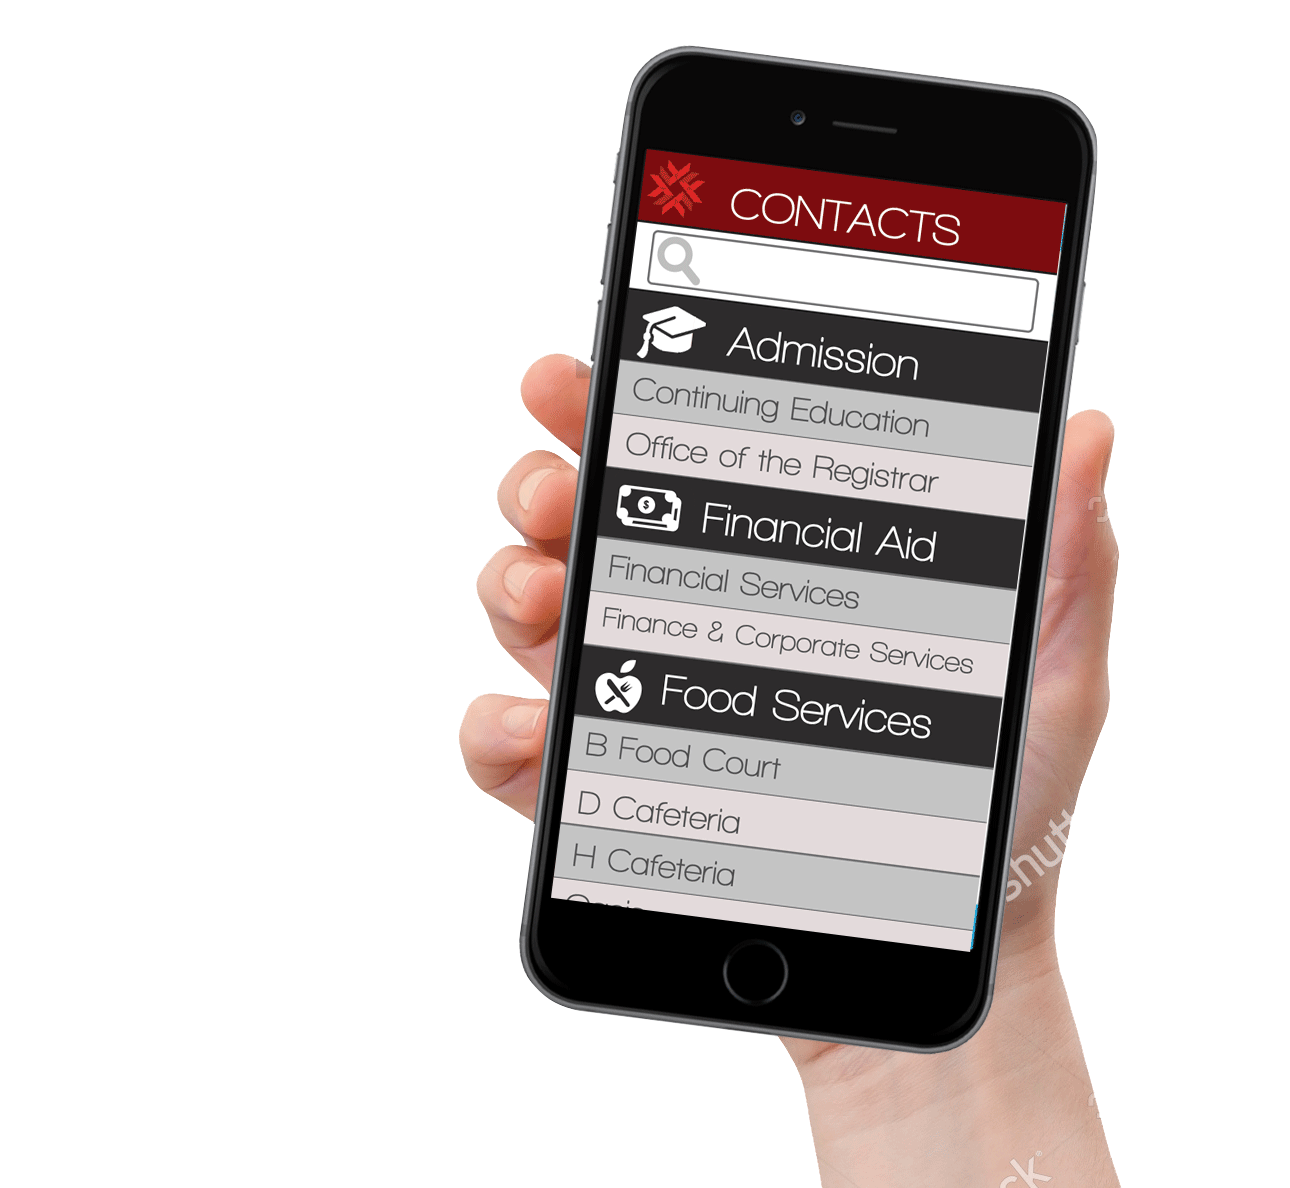 CONTACTS
Admission
Continuing Education
Office of the Registrar
$
Financial Aid
Financial Services
Finance & Corporate Services
Food Services
B Food Court
D Cafeteria
H Cafeteria
shutt
ck